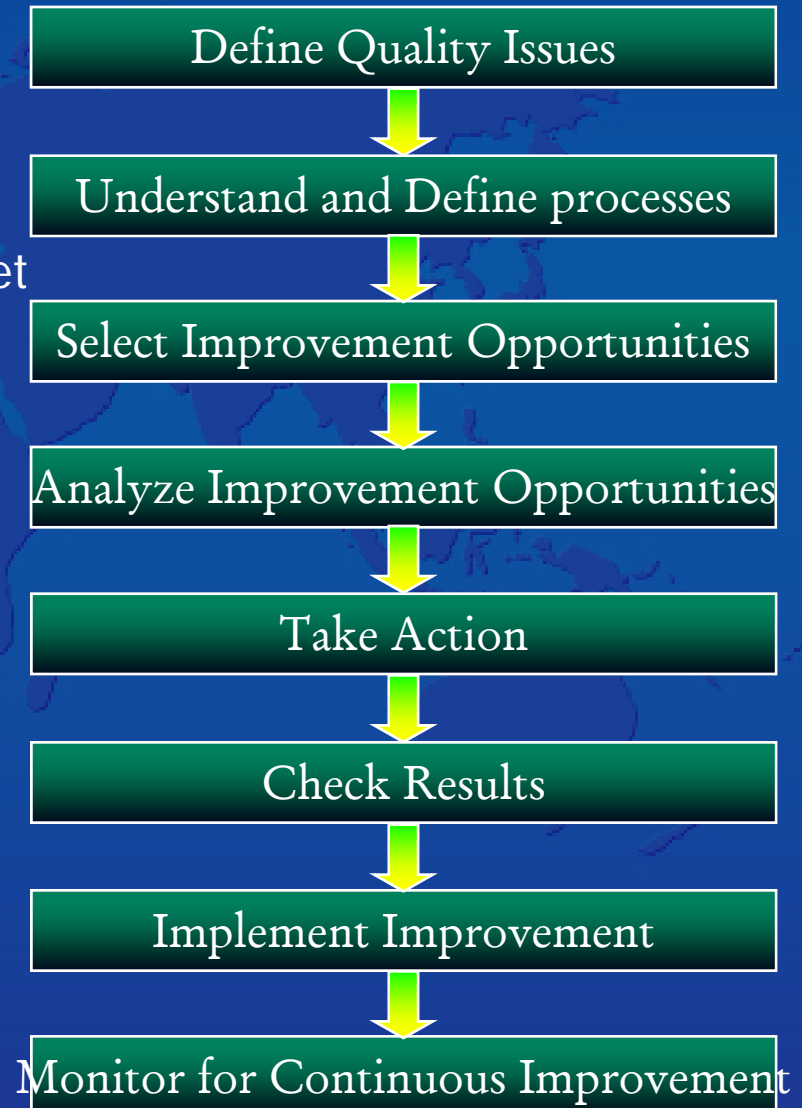 Define Quality Issues
Understand and Define processes
et
Select Improvement Opportunities
Analyze Improvement Opportunities
Take Action
Check Results
Implement Improvement
Monitor for Continuous Improvement